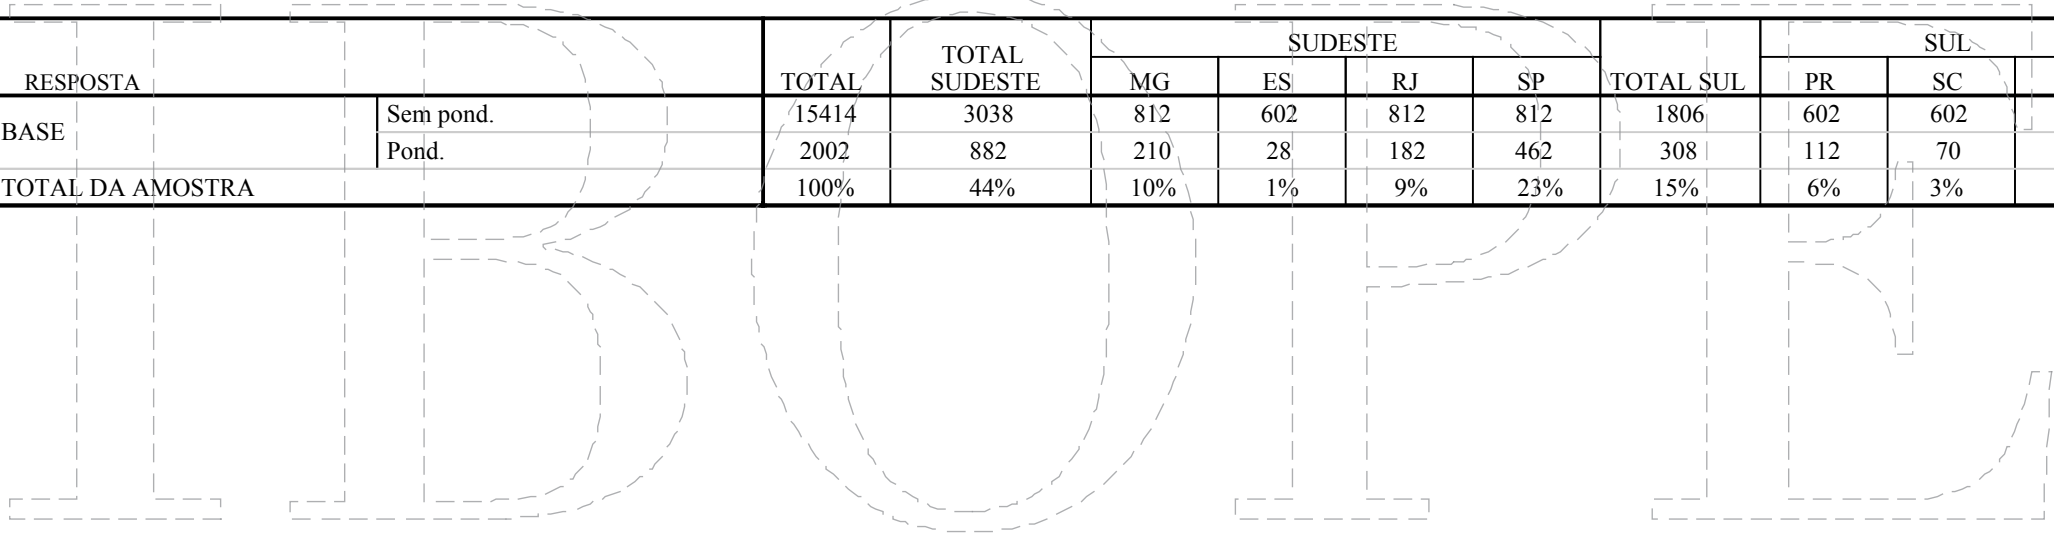 SUDESTE SUL
TOTAL
RESPOSTA TOTAL SUDESTE MG ES RJ SP TOTAL SUL PR SC
BASE Sem pond. 15414 3038 812 602 812 812 1806 602 602
Pond. 2002 882 210 28 182 462 308 112 70
TOTAL DA AMOSTRA 100% 44% 10% 1% 9% 23% 15% 6% 3%
IBOPE